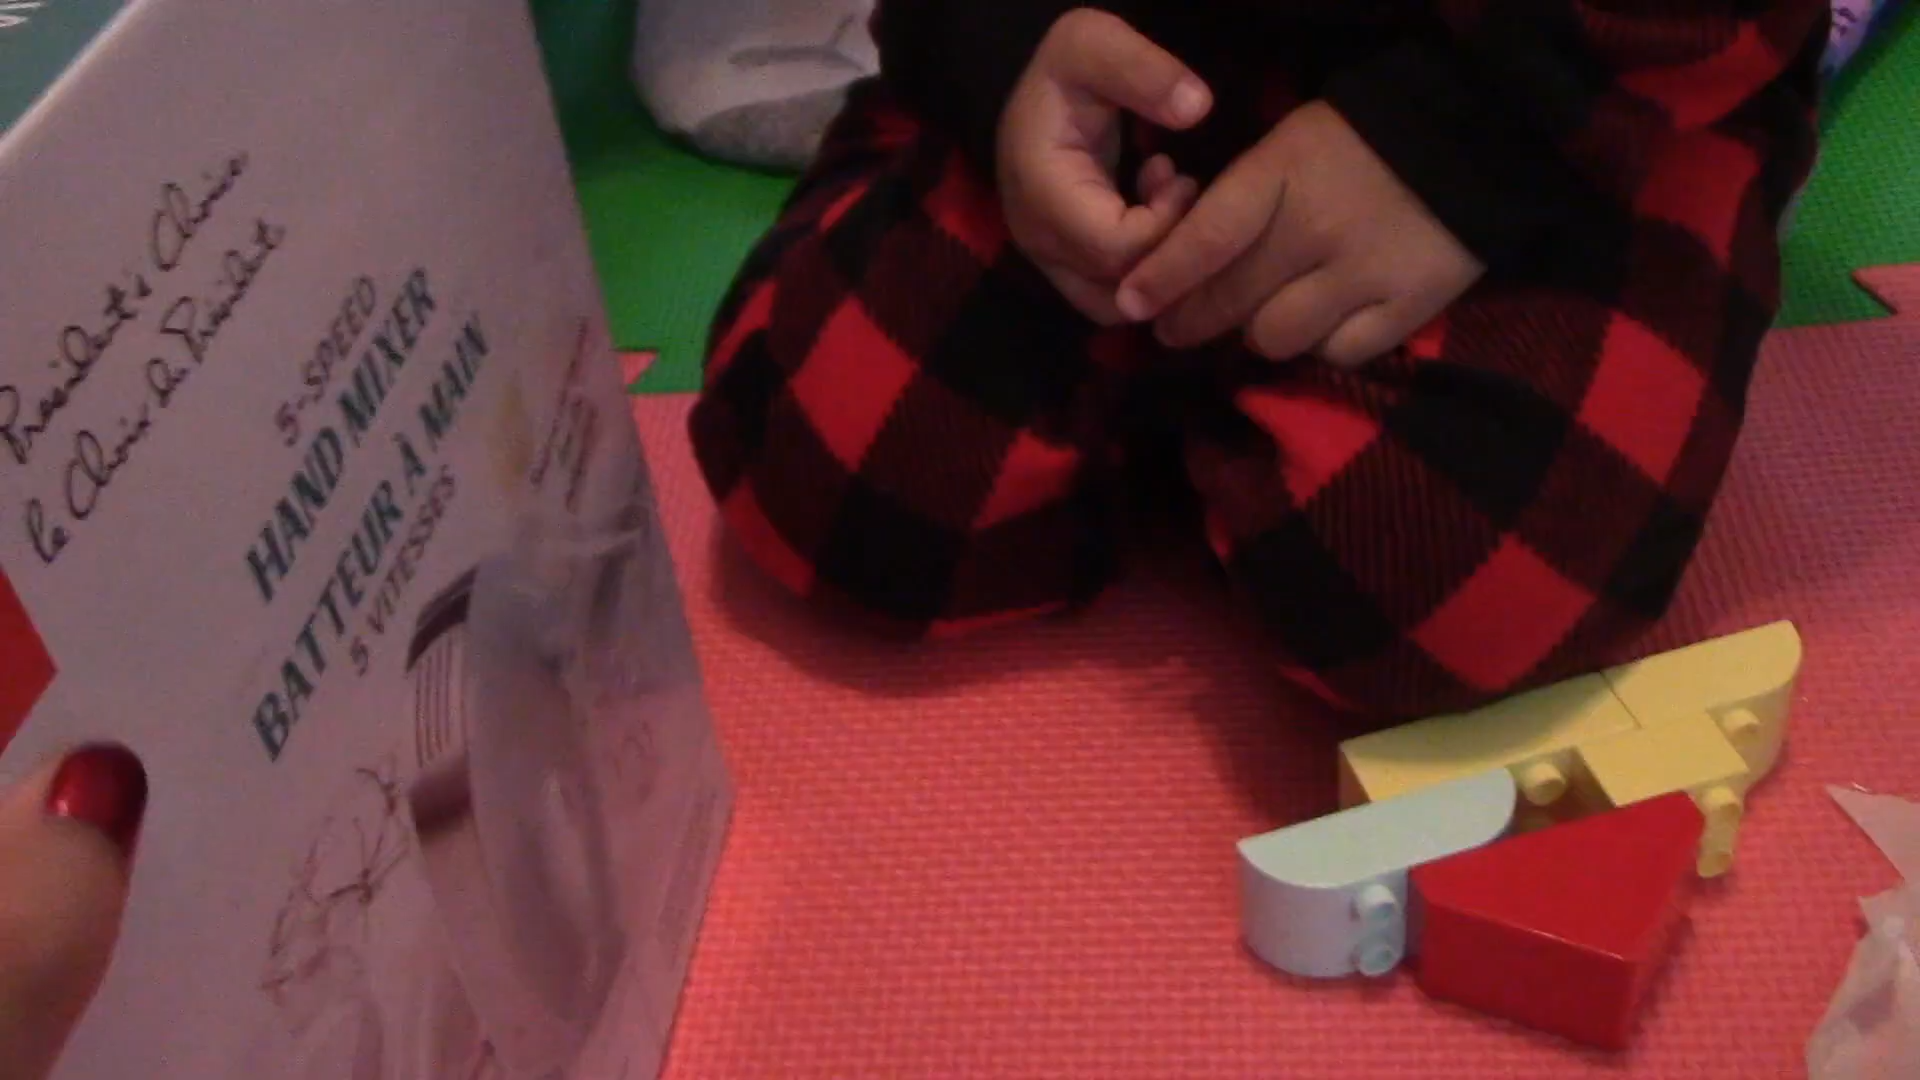 President's Choice
le Choix du Président
5-SPEED
HAND MIXER
BATTEUR À MAIN
5 VITESSES